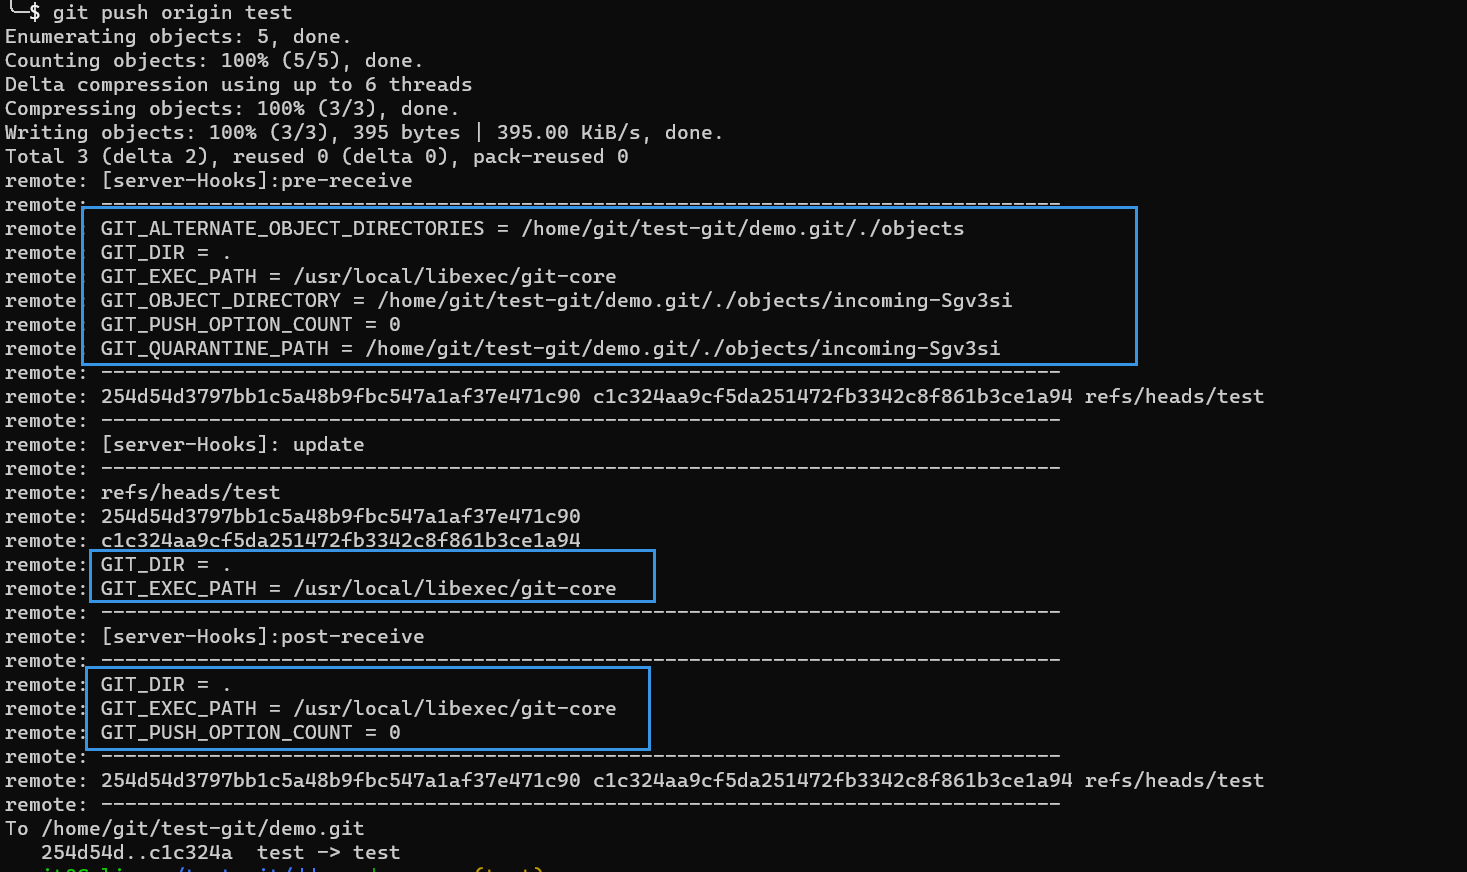 └─$ git push origin test
Enumerating objects: 5, done.
Counting objects: 100% (5/5), done.
Delta compression using up to 6 threads
Compressing objects: 100% (3/3), done.
Writing objects: 100% (3/3), 395 bytes | 395.00 KiB/s, done.
Total 3 (delta 2), reused 0 (delta 0), pack-reused 0
remote: [server-Hooks]:pre-receive
remote: --------------------------------------------------------------------------------
remote: GIT_ALTERNATE_OBJECT_DIRECTORIES = /home/git/test-git/demo.git/./objects
remote: GIT_DIR = .
remote: GIT_EXEC_PATH = /usr/local/libexec/git-core
remote: GIT_OBJECT_DIRECTORY = /home/git/test-git/demo.git/./objects/incoming-Sgv3si
remote: GIT_PUSH_OPTION_COUNT = 0
remote: GIT_QUARANTINE_PATH = /home/git/test-git/demo.git/./objects/incoming-Sgv3si
remote: --------------------------------------------------------------------------------
remote: 254d54d3797bb1c5a48b9fbc547a1af37e471c90 c1c324aa9cf5da251472fb3342c8f861b3ce1a94 refs/heads/test
remote: --------------------------------------------------------------------------------
remote: [server-Hooks]: update
remote: --------------------------------------------------------------------------------
remote: refs/heads/test
remote: 254d54d3797bb1c5a48b9fbc547a1af37e471c90
remote: c1c324aa9cf5da251472fb3342c8f861b3ce1a94
remote: GIT_DIR = .
remote: GIT_EXEC_PATH = /usr/local/libexec/git-core
remote: --------------------------------------------------------------------------------
remote: [server-Hooks]:post-receive
remote: --------------------------------------------------------------------------------
remote: GIT_DIR = .
remote: GIT_EXEC_PATH = /usr/local/libexec/git-core
remote: GIT_PUSH_OPTION_COUNT = 0
remote: --------------------------------------------------------------------------------
remote: 254d54d3797bb1c5a48b9fbc547a1af37e471c90 c1c324aa9cf5da251472fb3342c8f861b3ce1a94 refs/heads/test
remote: --------------------------------------------------------------------------------
To /home/git/test-git/demo.git
254d54d..c1c324a  test -> test